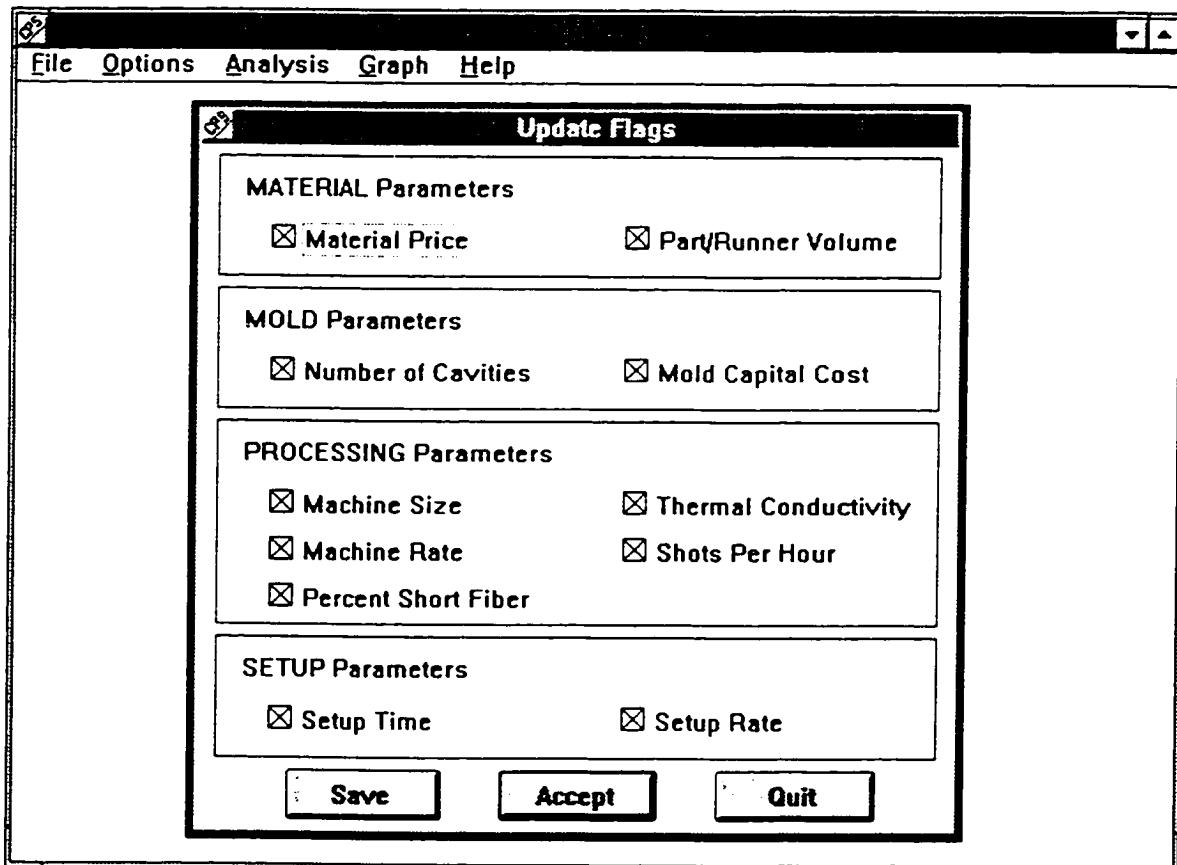 File Options Analysis Graph Help
Update Flags
MATERIAL Parameters
Material Price Part/Runner Volume
MOLD Parameters
Number of Cavities Mold Capital Cost
PROCESSING Parameters
Machine Size Thermal Conductivity
Machine Rate Shots Per Hour
Percent Short Fiber
SETUP Parameters
Setup Time Setup Rate
Save Accept Quit